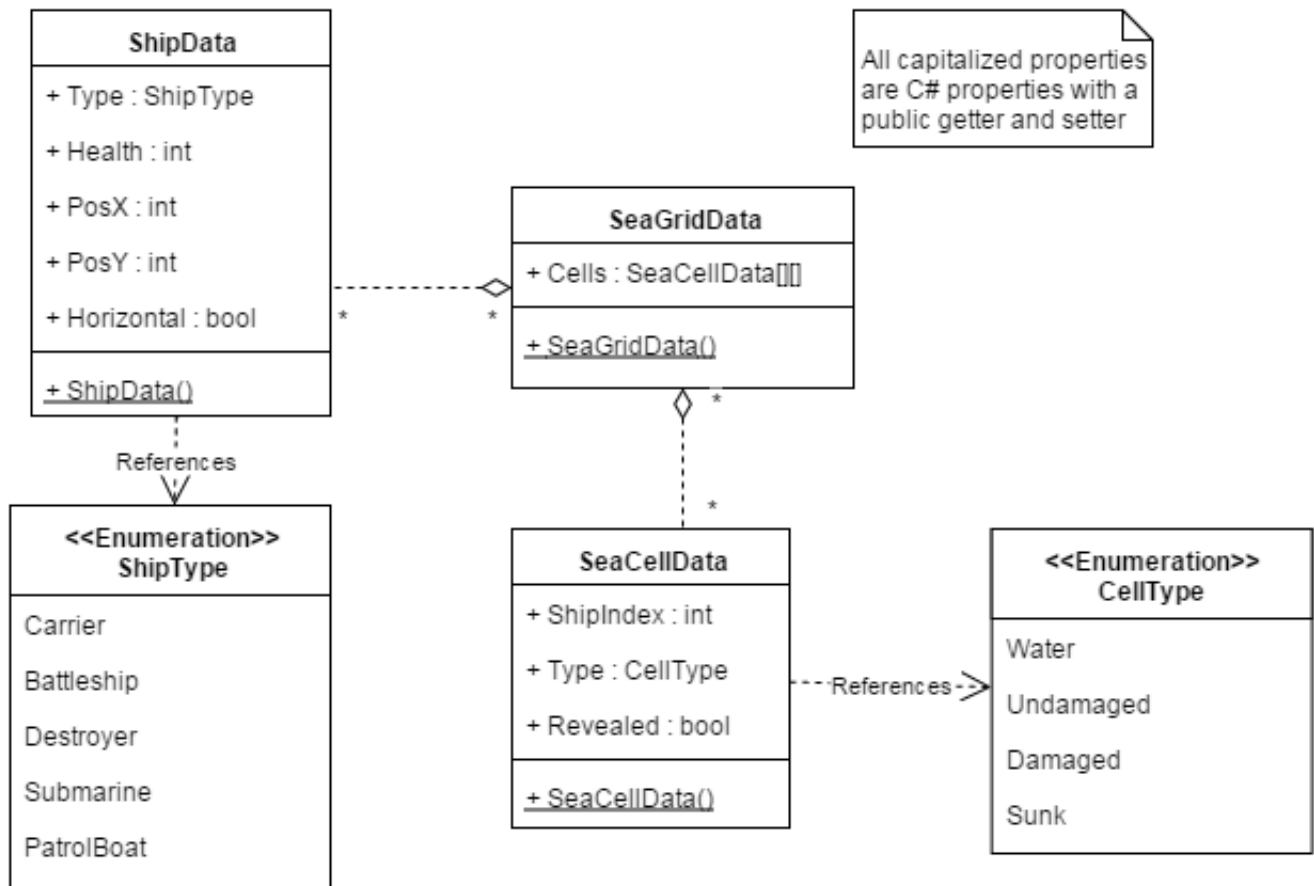 ShipData
+ Type : ShipType
+ Health : int
+ PosX : int
+ PosY : int
+ Horizontal : bool
+ ShipData()
All capitalized properties
are C# properties with a
public getter and setter
SeaGridData
+ Cells : SeaCellData[][]
+ SeaGridData()
*
*
*
*
References
<<Enumeration>>
ShipType
Carrier
Battleship
Destroyer
Submarine
PatrolBoat
SeaCellData
+ ShipIndex : int
+ Type : CellType
+ Revealed : bool
+ SeaCellData()
References
<<Enumeration>>
CellType
Water
Undamaged
Damaged
Sunk